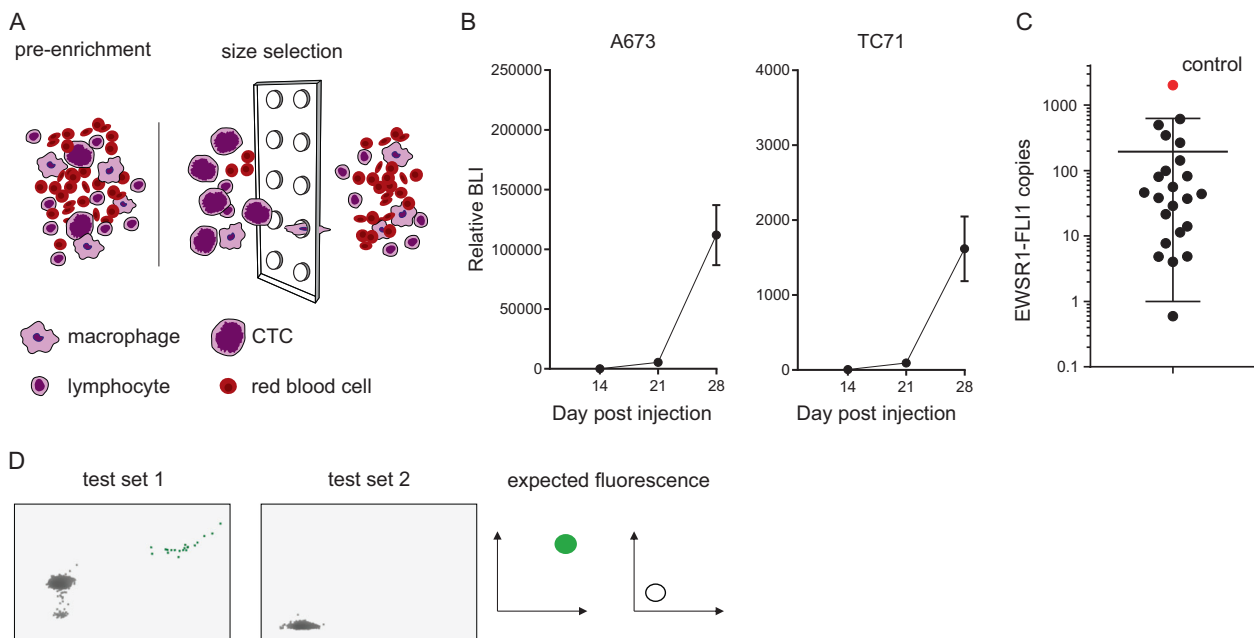 A
pre-enrichment
size selection
macrophage
CTC
lymphocyte
red blood cell
B
A673
TC71
250000
200000
150000
100000
50000
0
Relative BLI
14
21
28
Day post injection
4000
3000
2000
1000
0
14
21
28
Day post injection
C
control
1000
100
10
1
0.1
EWSR1-FLI1 copies
D
test set 1
test set 2
expected fluorescence